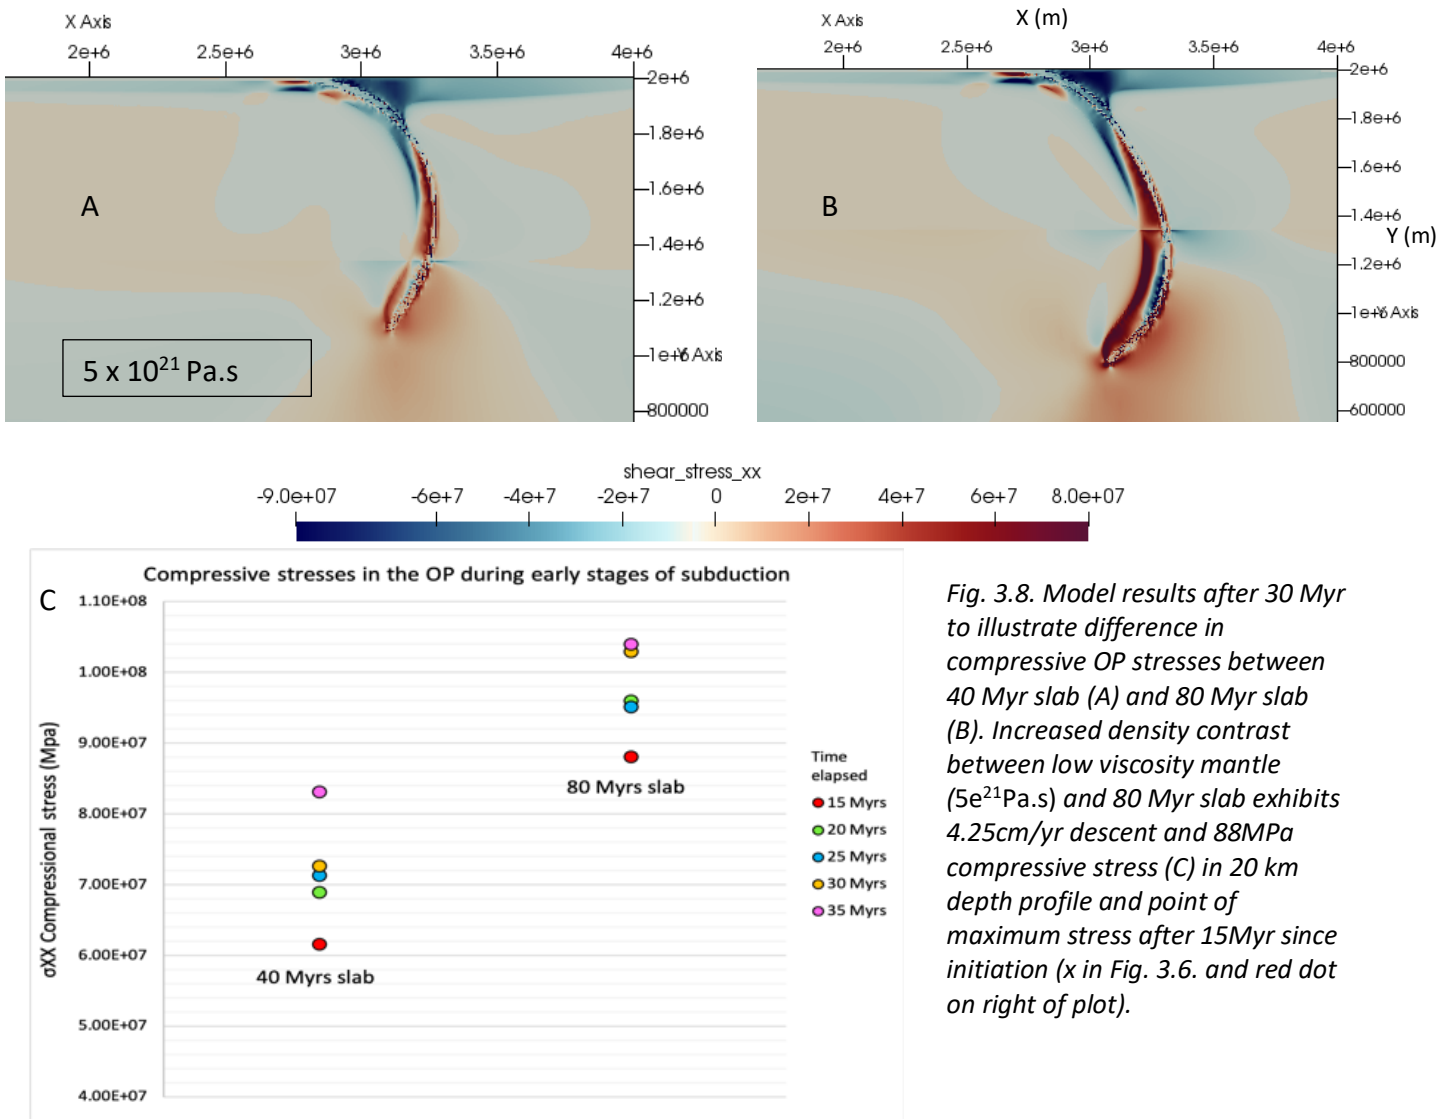 X Axis
2e+6 2.5e+6 3e+6 3.5e+6 4e+6
2e+6
1.8e+6
1.6e+6
1.4e+6
1.2e+6
1e+6 Axis
800000
A
5 x 10²¹ Pa.s
X Axis X (m)
2e+6 2.5e+6 3e+6 3.5e+6 4e+6
2e+6
1.8e+6
1.6e+6
1.4e+6
Y (m)
1.2e+6
1e+6 Axis
800000
600000
B
shear_stress_xx
-9.0e+07 -6e+7 -4e+7 -2e+7 0 2e+7 4e+7 6e+7 8.0e+07
Compressive stresses in the OP during early stages of subduction
C
1.10E+08
1.00E+08
9.00E+07
8.00E+07
7.00E+07
6.00E+07
5.00E+07
4.00E+07
σXX Compressional stress (Mpa)
40 Myrs slab
80 Myrs slab
Time
elapsed
15 Myrs
20 Myrs
25 Myrs
30 Myrs
35 Myrs
Fig. 3.8. Model results after 30 Myr
to illustrate difference in
compressive OP stresses between
40 Myr slab (A) and 80 Myr slab
(B). Increased density contrast
between low viscosity mantle
(5e²¹Pa.s) and 80 Myr slab exhibits
4.25cm/yr descent and 88MPa
compressive stress (C) in 20 km
depth profile and point of
maximum stress after 15Myr since
initiation (x in Fig. 3.6. and red dot
on right of plot).